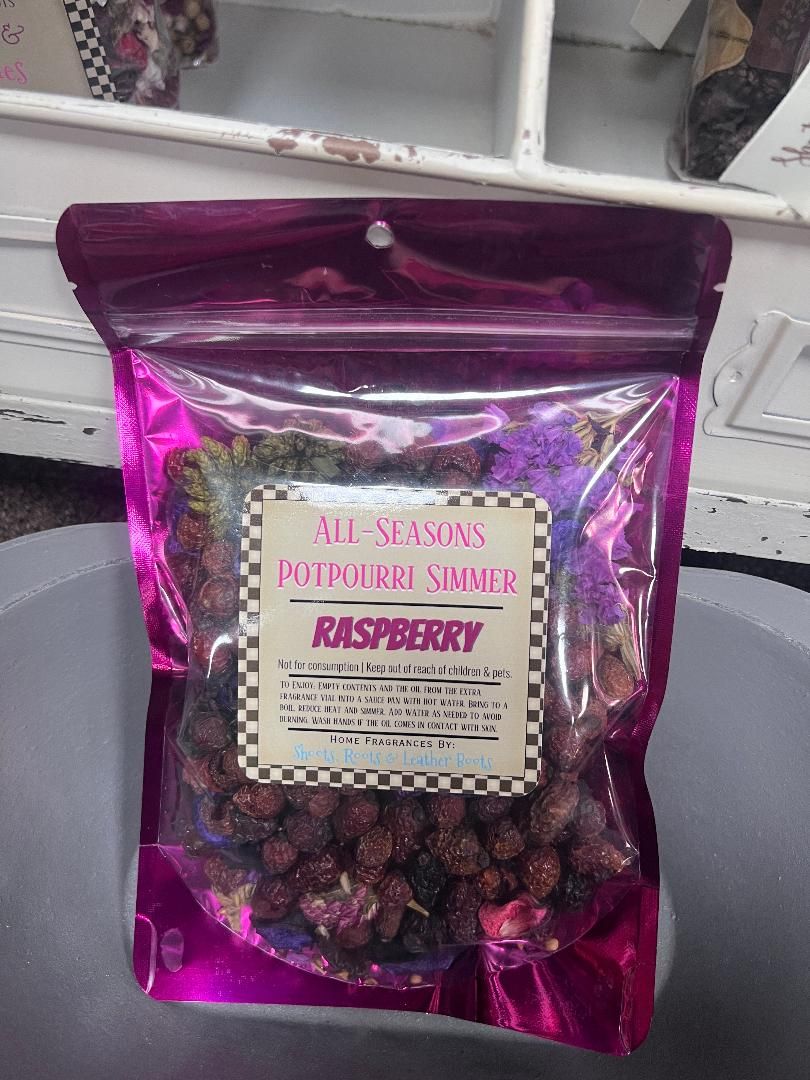 &
ALL-SEASONS
POTPOURRI SIMMER
RASPBERRY
Not for consumption | Keep out of reach of children & pets.
TO ENJOY: EMPTY CONTENTS AND THE OIL FROM THE EXTRA
FRAGRANCE VIAL INTO A SAUCE PAN WITH HOT WATER. BRING TO A
BOIL, REDUCE HEAT AND SIMMER. ADD WATER AS NEEDED TO AVOID
BURNING. WASH HANDS IF THE OIL COMES IN CONTACT WITH SKIN.
HOME FRAGRANCES BY:
Shoots, Roots & Leather Boots